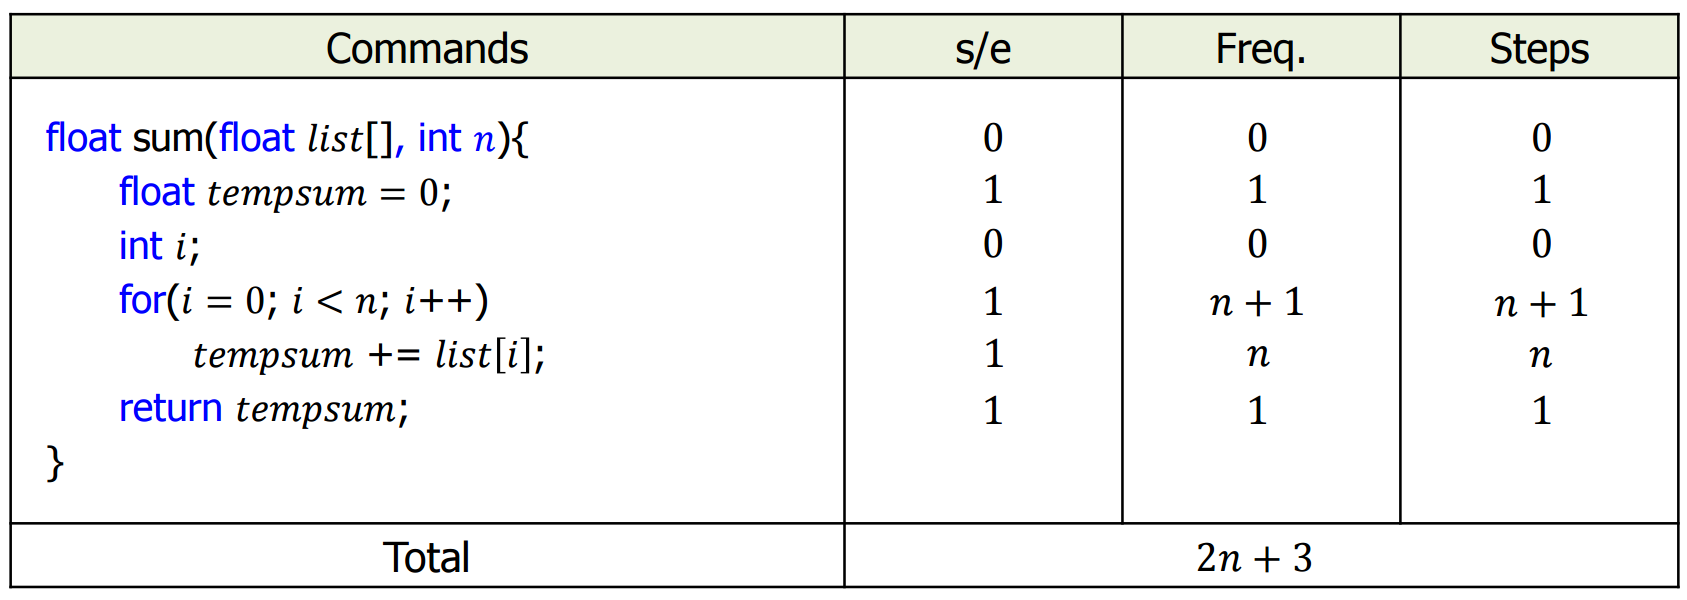 Commands s/e Freq. Steps
float sum(float list[], int n){ 0 0 0
float tempsum = 0; 1 1 1
int i; 0 0 0
for(i = 0; i < n; i++) 1 n + 1 n + 1
tempsum += list[i]; 1 n n
return tempsum; 1 1 1
}
Total 2n + 3